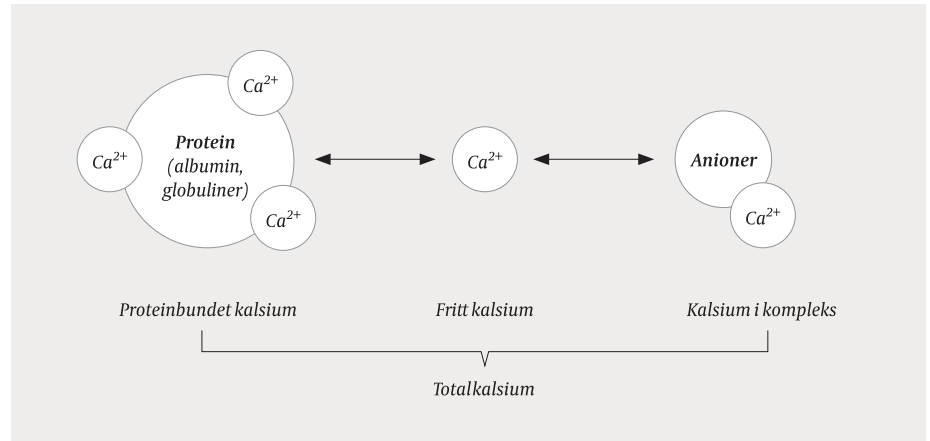 Ca²⁺
Ca²⁺
Protein
(albumin,
globuliner)
Ca²⁺
Ca²⁺
Anioner
Ca²⁺
Proteinbundet kalsium
Fritt kalsium
Kalsium i kompleks
Totalkalsium